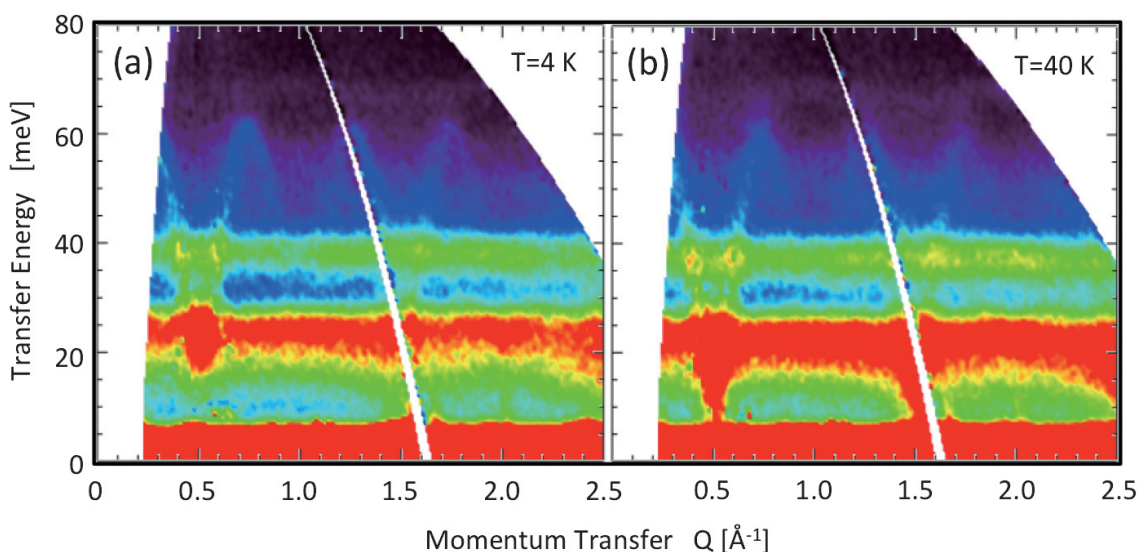 80
60
40
20
0
Transfer Energy [meV]
(a)
T=4 K
(b)
T=40 K
0 0.5 1.0 1.5 2.0 2.5
0.5 1.0 1.5 2.0 2.5
Momentum Transfer Q [Å⁻¹]